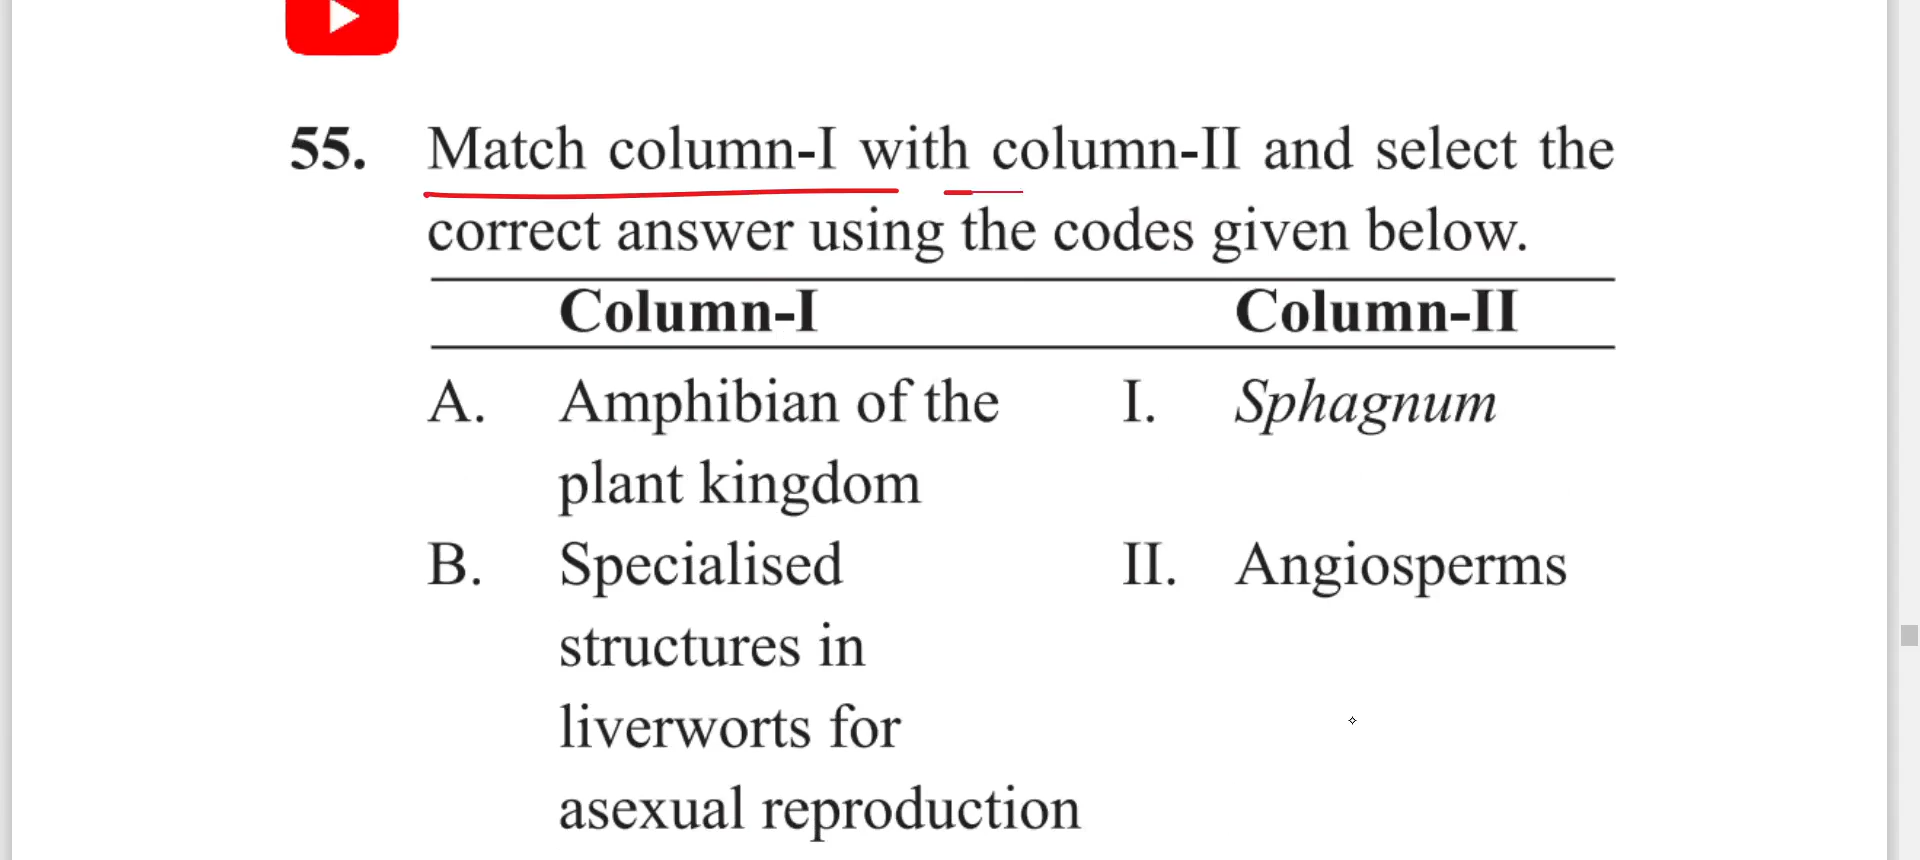 55. Match column-I with column-II and select the
correct answer using the codes given below.
Column-I Column-II
A. Amphibian of the I. Sphagnum
plant kingdom
B. Specialised II. Angiosperms
structures in
liverworts for
asexual reproduction